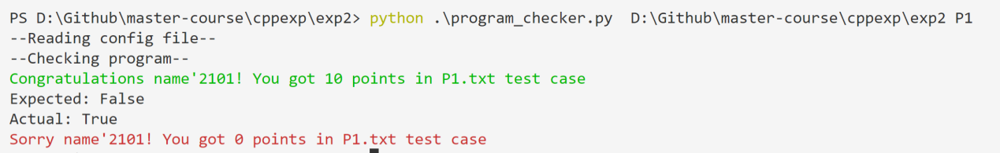 PS D:\Github\master-course\cppexp\exp2> python .\program_checker.py  D:\Github\master-course\cppexp\exp2 P1
--Reading config file--
--Checking program--
Congratulations name'2101! You got 10 points in P1.txt test case
Expected: False
Actual: True
Sorry name'2101! You got 0 points in P1.txt test case